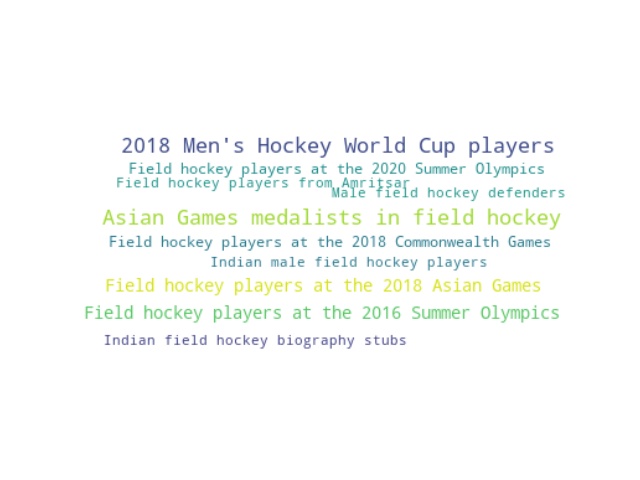 2018 Men's Hockey World Cup players
Field hockey players at the 2020 Summer Olympics
Field hockey players from Amritsar
Male field hockey defenders
Asian Games medalists in field hockey
Field hockey players at the 2018 Commonwealth Games
Indian male field hockey players
Field hockey players at the 2018 Asian Games
Field hockey players at the 2016 Summer Olympics
Indian field hockey biography stubs